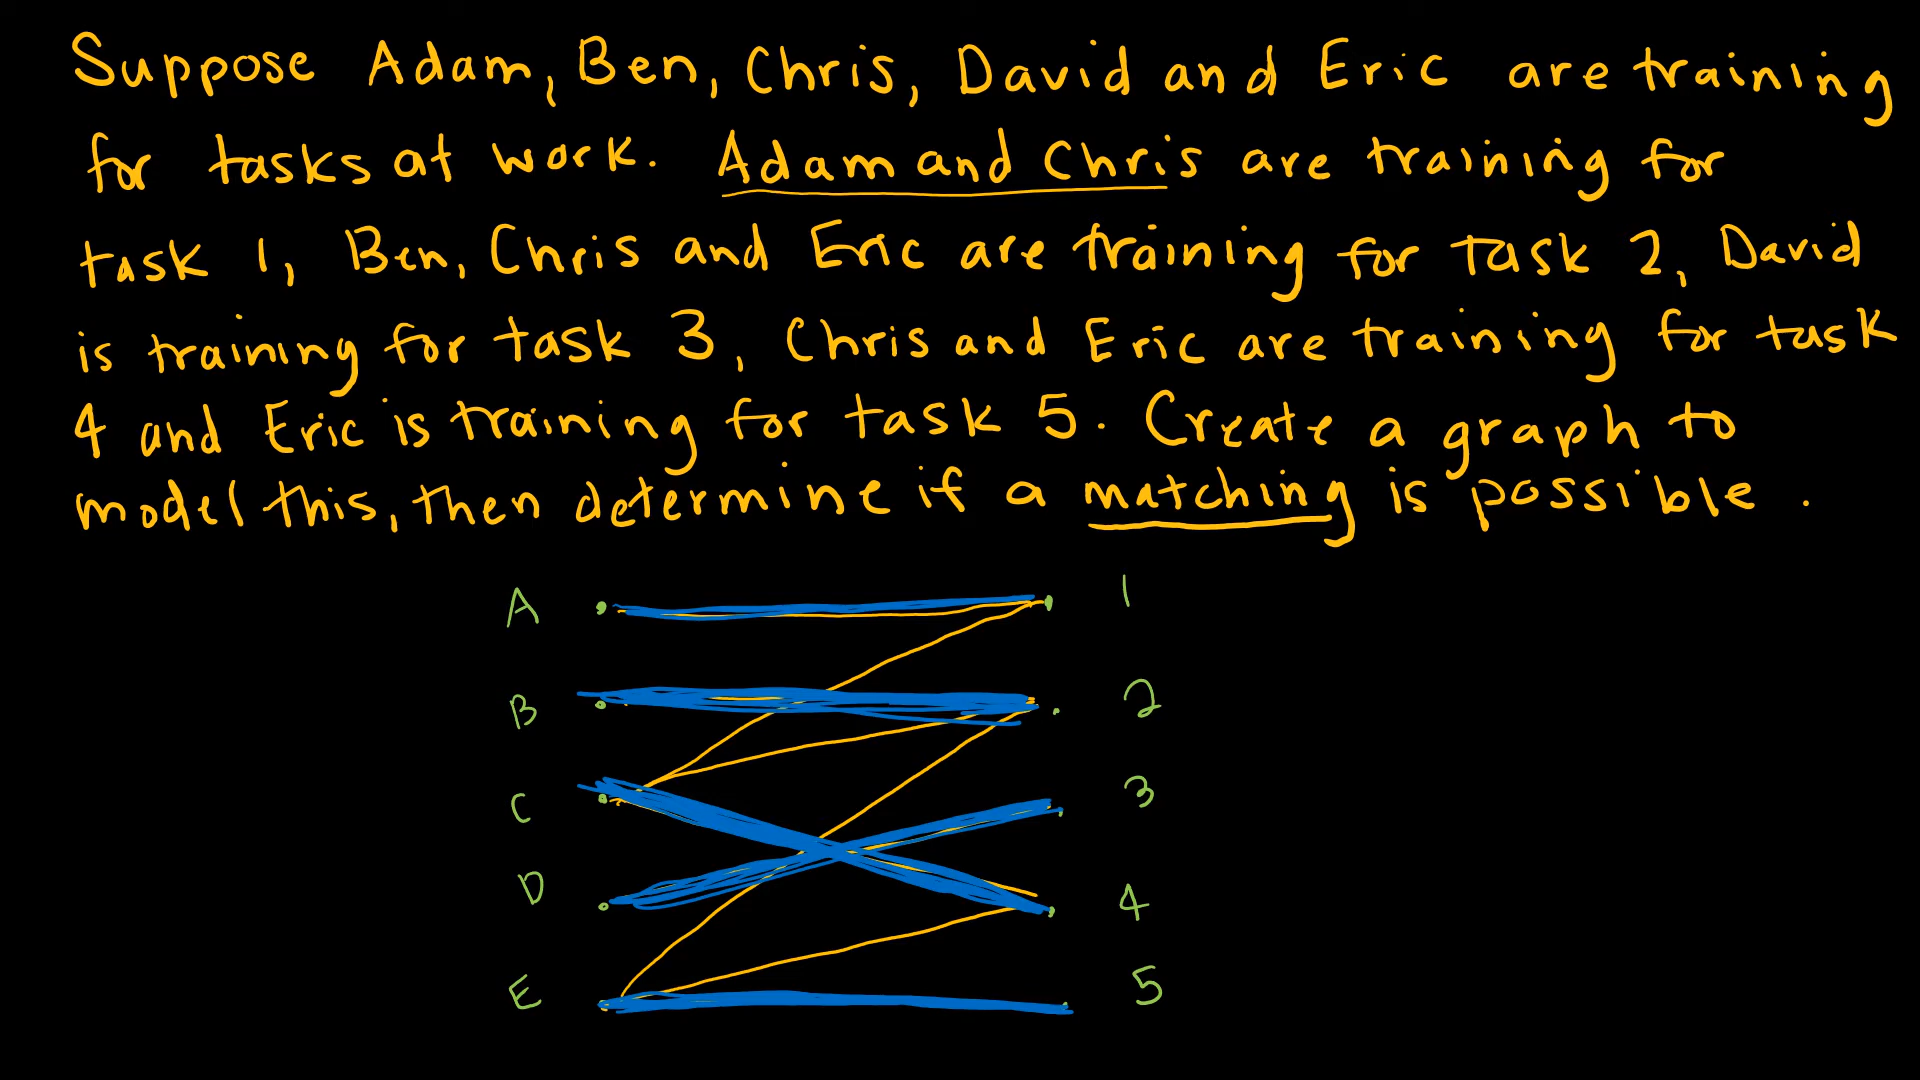 Suppose Adam, Ben, Chris, David and Eric are training
for tasks at work. Adam and Chris are training for
task 1, Ben, Chris and Eric are training for task 2, David
is training for task 3, Chris and Eric are training for task
4 and Eric is training for task 5. Create a graph to
model this, then determine if a matching is possible.
A 1
B 2
C 3
D 4
E 5